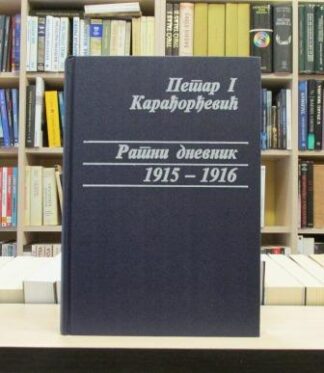 Петар I
Карађорђевић
Ратни дневник
1915 – 1916